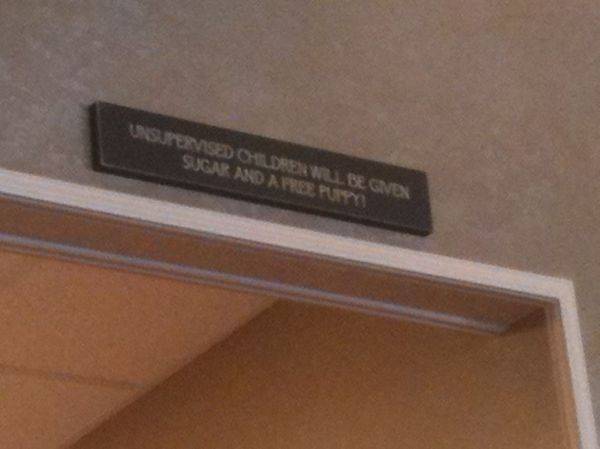 UNSUPERVISED CHILDREN WILL BE GIVEN
SUGAR AND A FREE PUPPY!